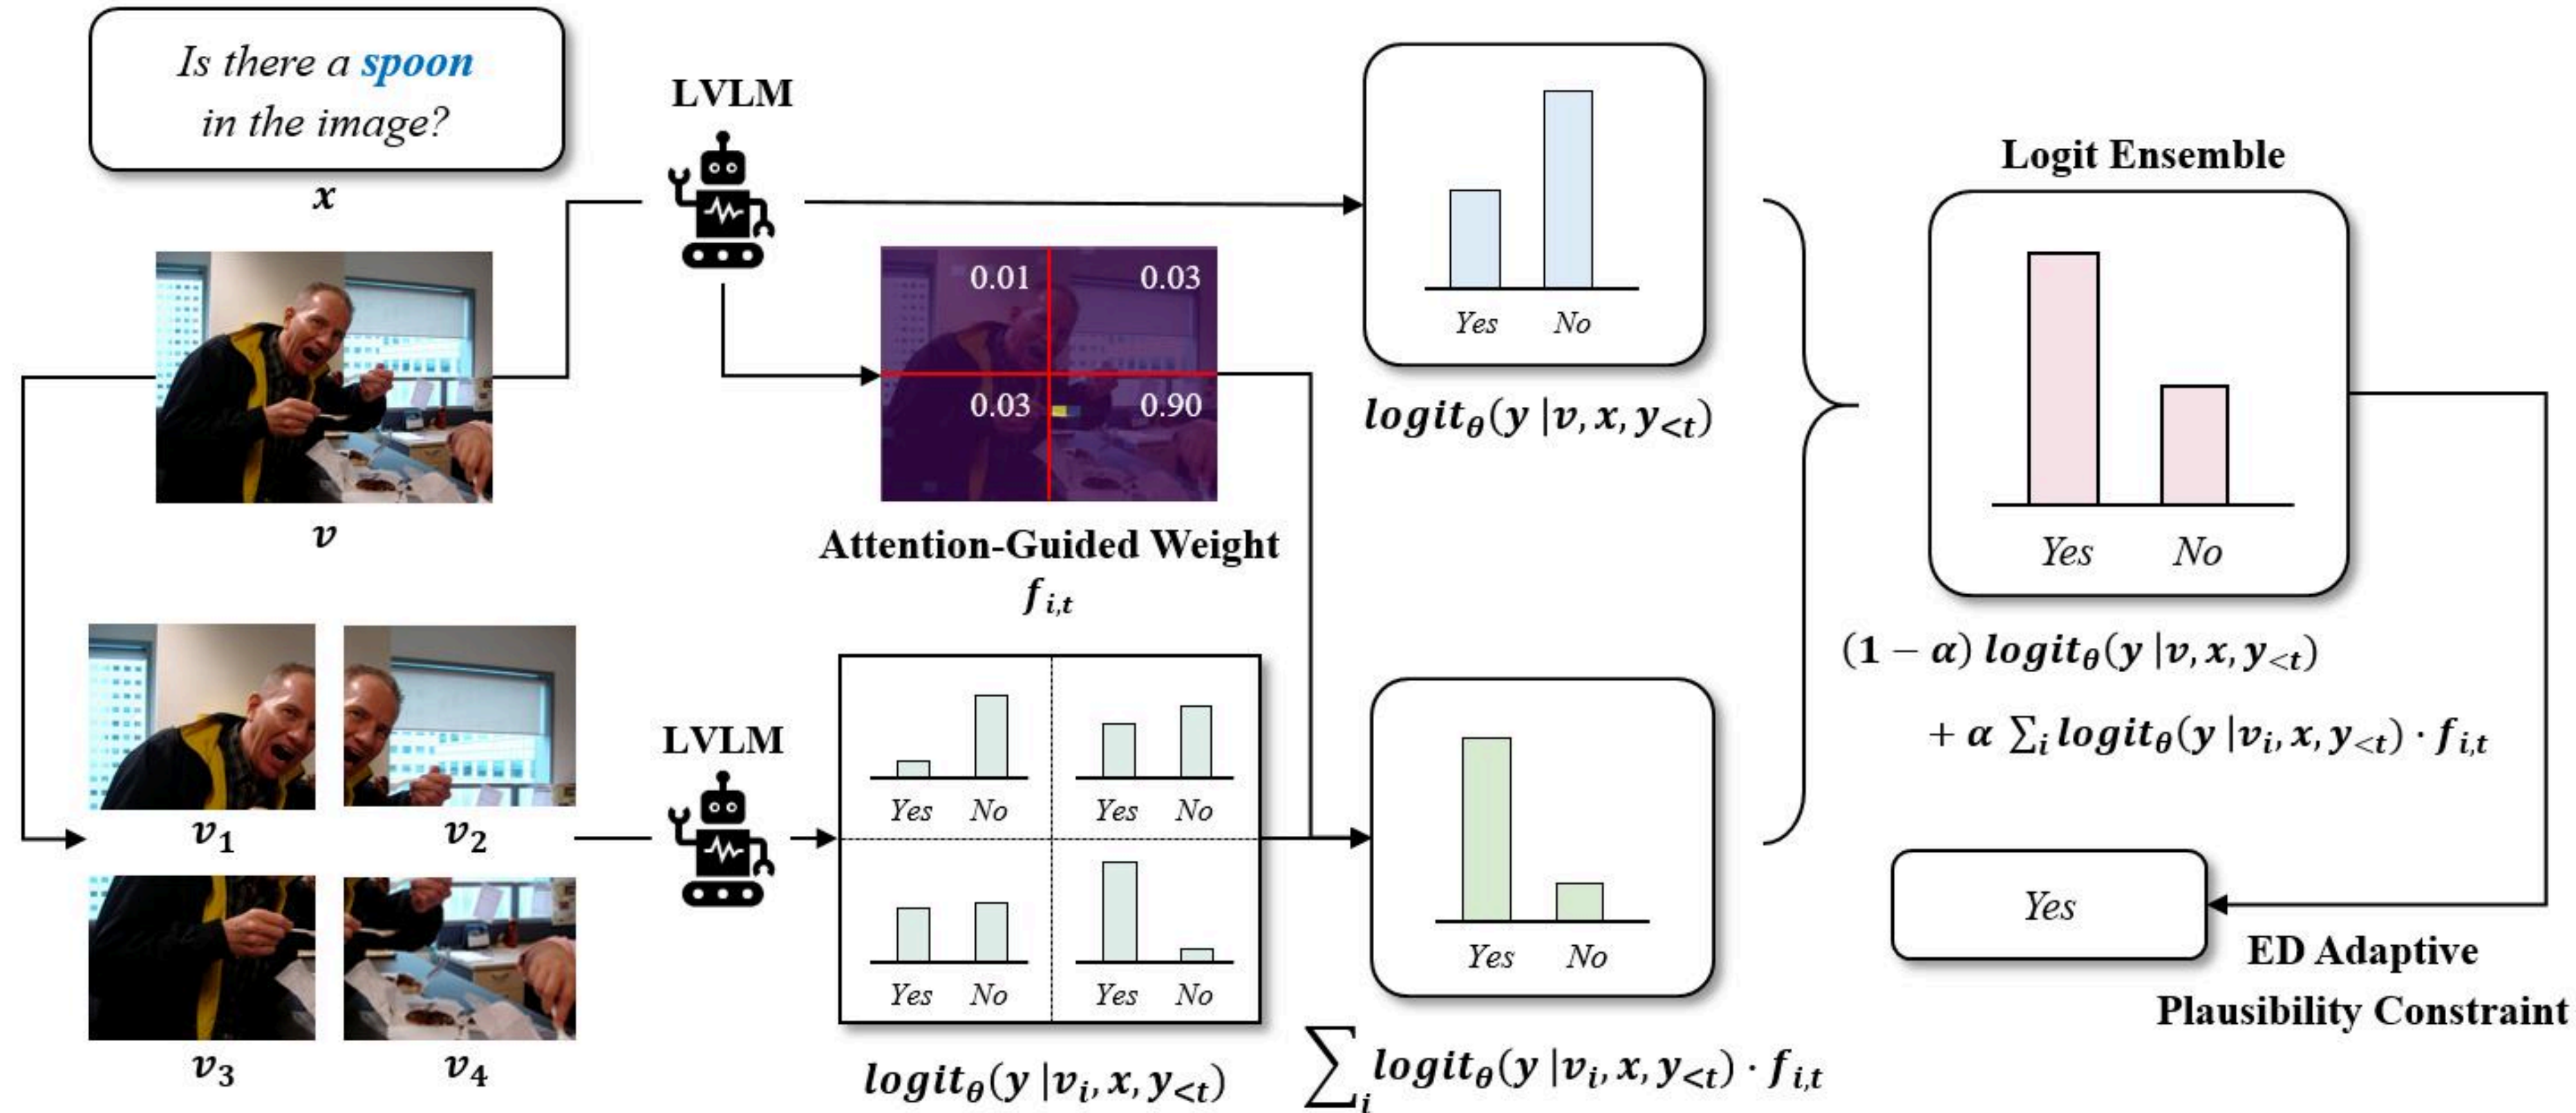 Is there a spoon
in the image?
x
v
LVLM
0.01
0.03
0.03
0.90
Attention-Guided Weight
f_{i,t}
Yes No
logit_θ(y |v, x, y_{<t})
v_1
v_2
v_3
v_4
LVLM
Yes No
Yes No
Yes No
Yes No
logit_θ(y |v_i, x, y_{<t})
Yes No
∑_i logit_θ(y |v_i, x, y_{<t}) · f_{i,t}
Logit Ensemble
Yes No
(1 − α) logit_θ(y |v, x, y_{<t})
+ α ∑_i logit_θ(y |v_i, x, y_{<t}) · f_{i,t}
Yes
ED Adaptive
Plausibility Constraint